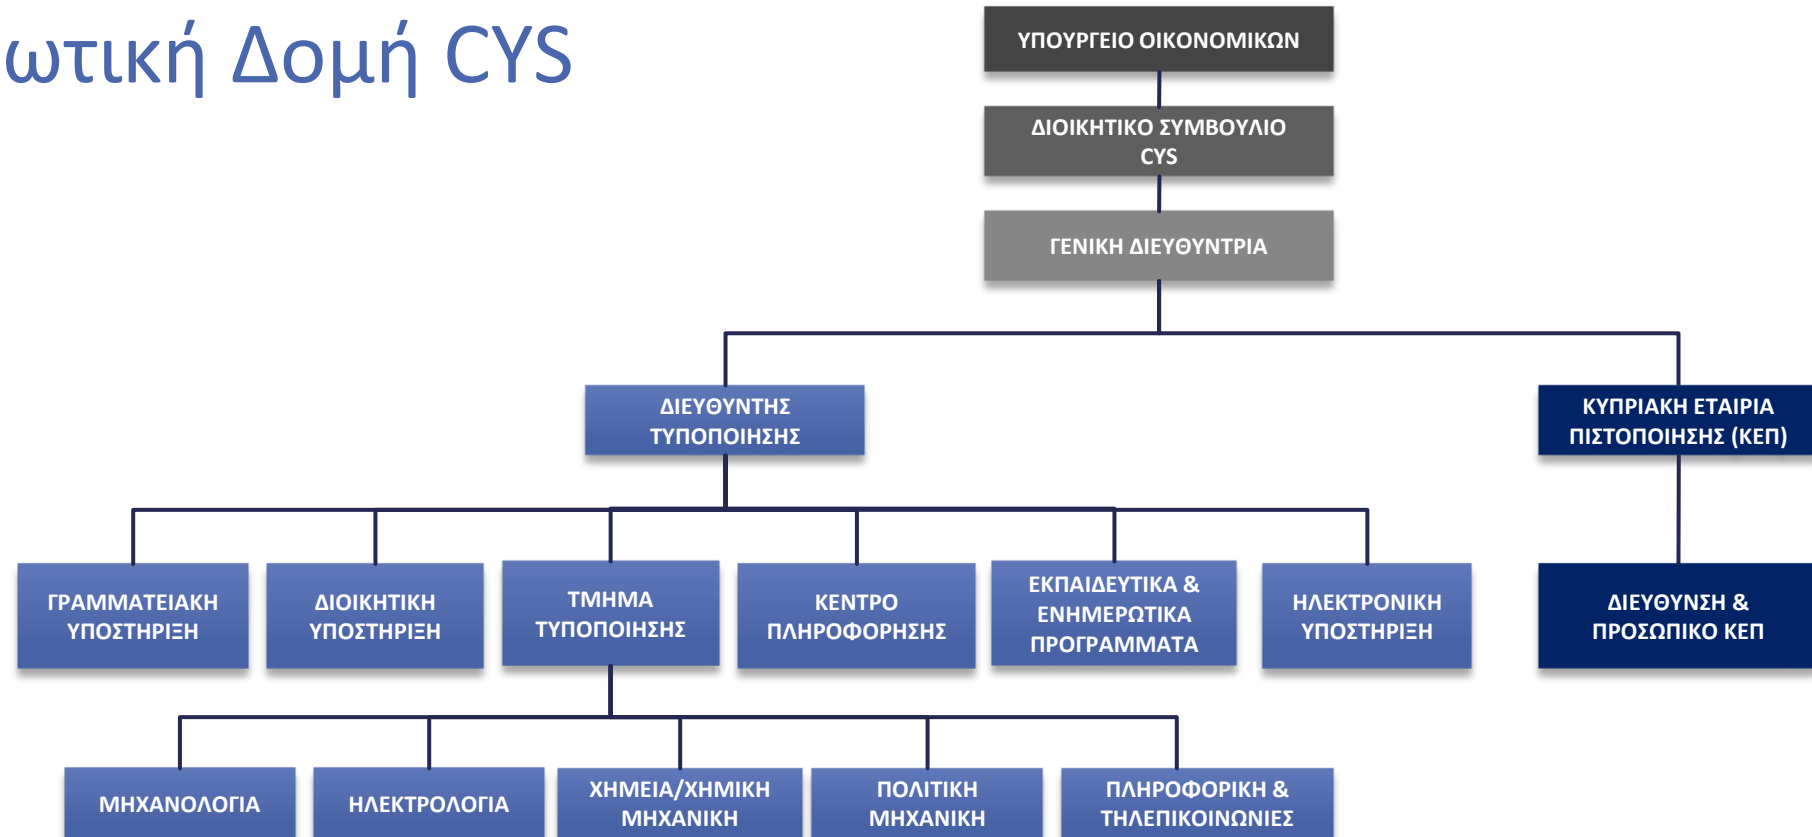 ωτική Δομή CYS
ΥΠΟΥΡΓΕΙΟ ΟΙΚΟΝΟΜΙΚΩΝ
ΔΙΟΙΚΗΤΙΚΟ ΣΥΜΒΟΥΛΙΟ
CYS
ΓΕΝΙΚΗ ΔΙΕΥΘΥΝΤΡΙΑ
ΔΙΕΥΘΥΝΤΗΣ
ΤΥΠΟΠΟΙΗΣΗΣ
ΚΥΠΡΙΑΚΗ ΕΤΑΙΡΙΑ
ΠΙΣΤΟΠΟΙΗΣΗΣ (ΚΕΠ)
ΓΡΑΜΜΑΤΕΙΑΚΗ
ΥΠΟΣΤΗΡΙΞΗ
ΔΙΟΙΚΗΤΙΚΗ
ΥΠΟΣΤΗΡΙΞΗ
ΤΜΗΜΑ
ΤΥΠΟΠΟΙΗΣΗΣ
ΚΕΝΤΡΟ
ΠΛΗΡΟΦΟΡΗΣΗΣ
ΕΚΠΑΙΔΕΥΤΙΚΑ &
ΕΝΗΜΕΡΩΤΙΚΑ
ΠΡΟΓΡΑΜΜΑΤΑ
ΗΛΕΚΤΡΟΝΙΚΗ
ΥΠΟΣΤΗΡΙΞΗ
ΔΙΕΥΘΥΝΣΗ &
ΠΡΟΣΩΠΙΚΟ ΚΕΠ
ΜΗΧΑΝΟΛΟΓΙΑ
ΗΛΕΚΤΡΟΛΟΓΙΑ
ΧΗΜΕΙΑ/ΧΗΜΙΚΗ
ΜΗΧΑΝΙΚΗ
ΠΟΛΙΤΙΚΗ
ΜΗΧΑΝΙΚΗ
ΠΛΗΡΟΦΟΡΙΚΗ &
ΤΗΛΕΠΙΚΟΙΝΩΝΙΕΣ